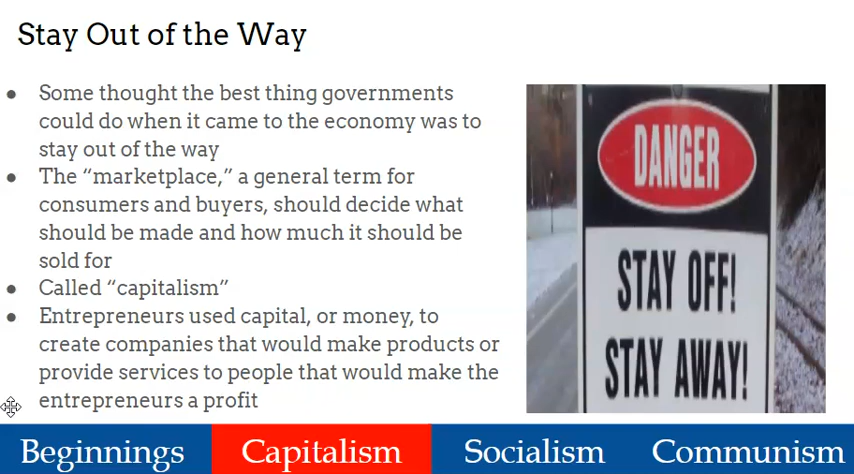 Stay Out of the Way
● Some thought the best thing governments
could do when it came to the economy was to
stay out of the way
● The “marketplace,” a general term for
consumers and buyers, should decide what
should be made and how much it should be
sold for
● Called “capitalism”
● Entrepreneurs used capital, or money, to
create companies that would make products or
provide services to people that would make the
entrepreneurs a profit
DANGER
STAY OFF!
STAY AWAY!
Beginnings Capitalism Socialism Communism